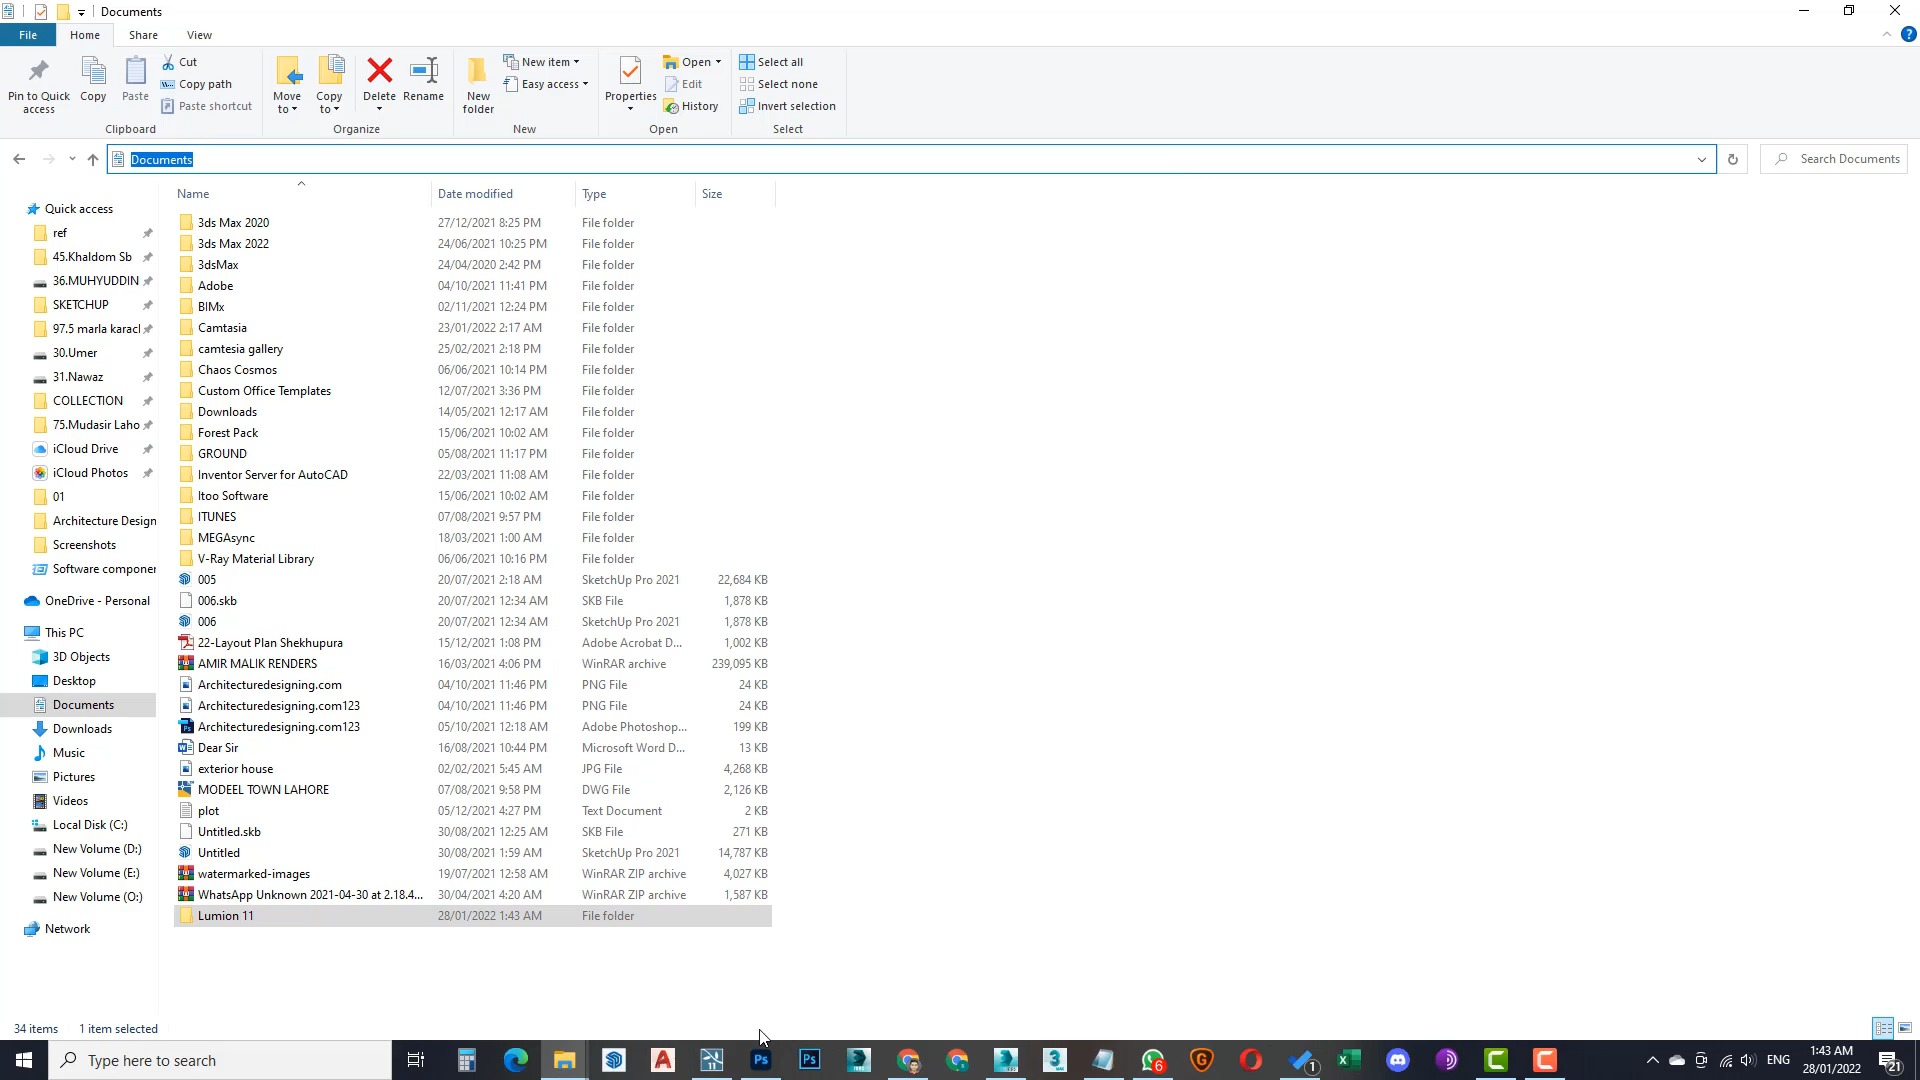 Documents
File Home Share View
Pin to Quick access
Copy
Paste
Cut
Copy path
Paste shortcut
Clipboard
Move to
Copy to
Delete
Rename
Organize
New folder
New item
Easy access
New
Properties
Open
Edit
History
Open
Select all
Select none
Invert selection
Select
Documents
Search Documents
Name Date modified Type Size
Quick access
ref
45.Khaldom Sb
36.MUHYUDDIN
SKETCHUP
97.5 marla karacl
30.Umer
31.Nawaz
COLLECTION
75.Mudasir Laho
iCloud Drive
iCloud Photos
01
Architecture Design
Screenshots
Software componer
OneDrive - Personal
This PC
3D Objects
Desktop
Documents
Downloads
Music
Pictures
Videos
Local Disk (C:)
New Volume (D:)
New Volume (E:)
New Volume (O:)
Network
3ds Max 2020 27/12/2021 8:25 PM File folder
3ds Max 2022 24/06/2021 10:25 PM File folder
3dsMax 24/04/2020 2:42 PM File folder
Adobe 04/10/2021 11:41 PM File folder
BIMx 02/11/2021 12:24 PM File folder
Camtasia 23/01/2022 2:17 AM File folder
camtesia gallery 25/02/2021 2:18 PM File folder
Chaos Cosmos 06/06/2021 10:14 PM File folder
Custom Office Templates 12/07/2021 3:36 PM File folder
Downloads 14/05/2021 12:17 AM File folder
Forest Pack 15/06/2021 10:02 AM File folder
GROUND 05/08/2021 11:17 PM File folder
Inventor Server for AutoCAD 22/03/2021 11:08 AM File folder
Itoo Software 15/06/2021 10:02 AM File folder
ITUNES 07/08/2021 9:57 PM File folder
MEGAsync 18/03/2021 1:00 AM File folder
V-Ray Material Library 06/06/2021 10:16 PM File folder
005 20/07/2021 2:18 AM SketchUp Pro 2021 22,684 KB
006.skb 20/07/2021 12:34 AM SKB File 1,878 KB
006 20/07/2021 12:34 AM SketchUp Pro 2021 1,878 KB
22-Layout Plan Shekhupura 15/12/2021 1:08 PM Adobe Acrobat D... 1,002 KB
AMIR MALIK RENDERS 16/03/2021 4:06 PM WinRAR archive 239,095 KB
Architecturedesigning.com 04/10/2021 11:46 PM PNG File 24 KB
Architecturedesigning.com123 04/10/2021 11:46 PM PNG File 24 KB
Architecturedesigning.com123 05/10/2021 12:18 AM Adobe Photoshop... 199 KB
Dear Sir 16/08/2021 10:44 PM Microsoft Word D... 13 KB
exterior house 02/02/2021 5:45 AM JPG File 4,268 KB
MODEEL TOWN LAHORE 07/08/2021 9:58 PM DWG File 2,126 KB
plot 05/12/2021 4:27 PM Text Document 2 KB
Untitled.skb 30/08/2021 12:25 AM SKB File 271 KB
Untitled 30/08/2021 1:59 AM SketchUp Pro 2021 14,787 KB
watermarked-images 19/07/2021 12:58 AM WinRAR ZIP archive 4,027 KB
WhatsApp Unknown 2021-04-30 at 2.18.4... 30/04/2021 4:20 AM WinRAR ZIP archive 1,587 KB
Lumion 11 28/01/2022 1:43 AM File folder
34 items 1 item selected
Type here to search
Ps
Ps
ENG
1:43 AM
28/01/2022
21